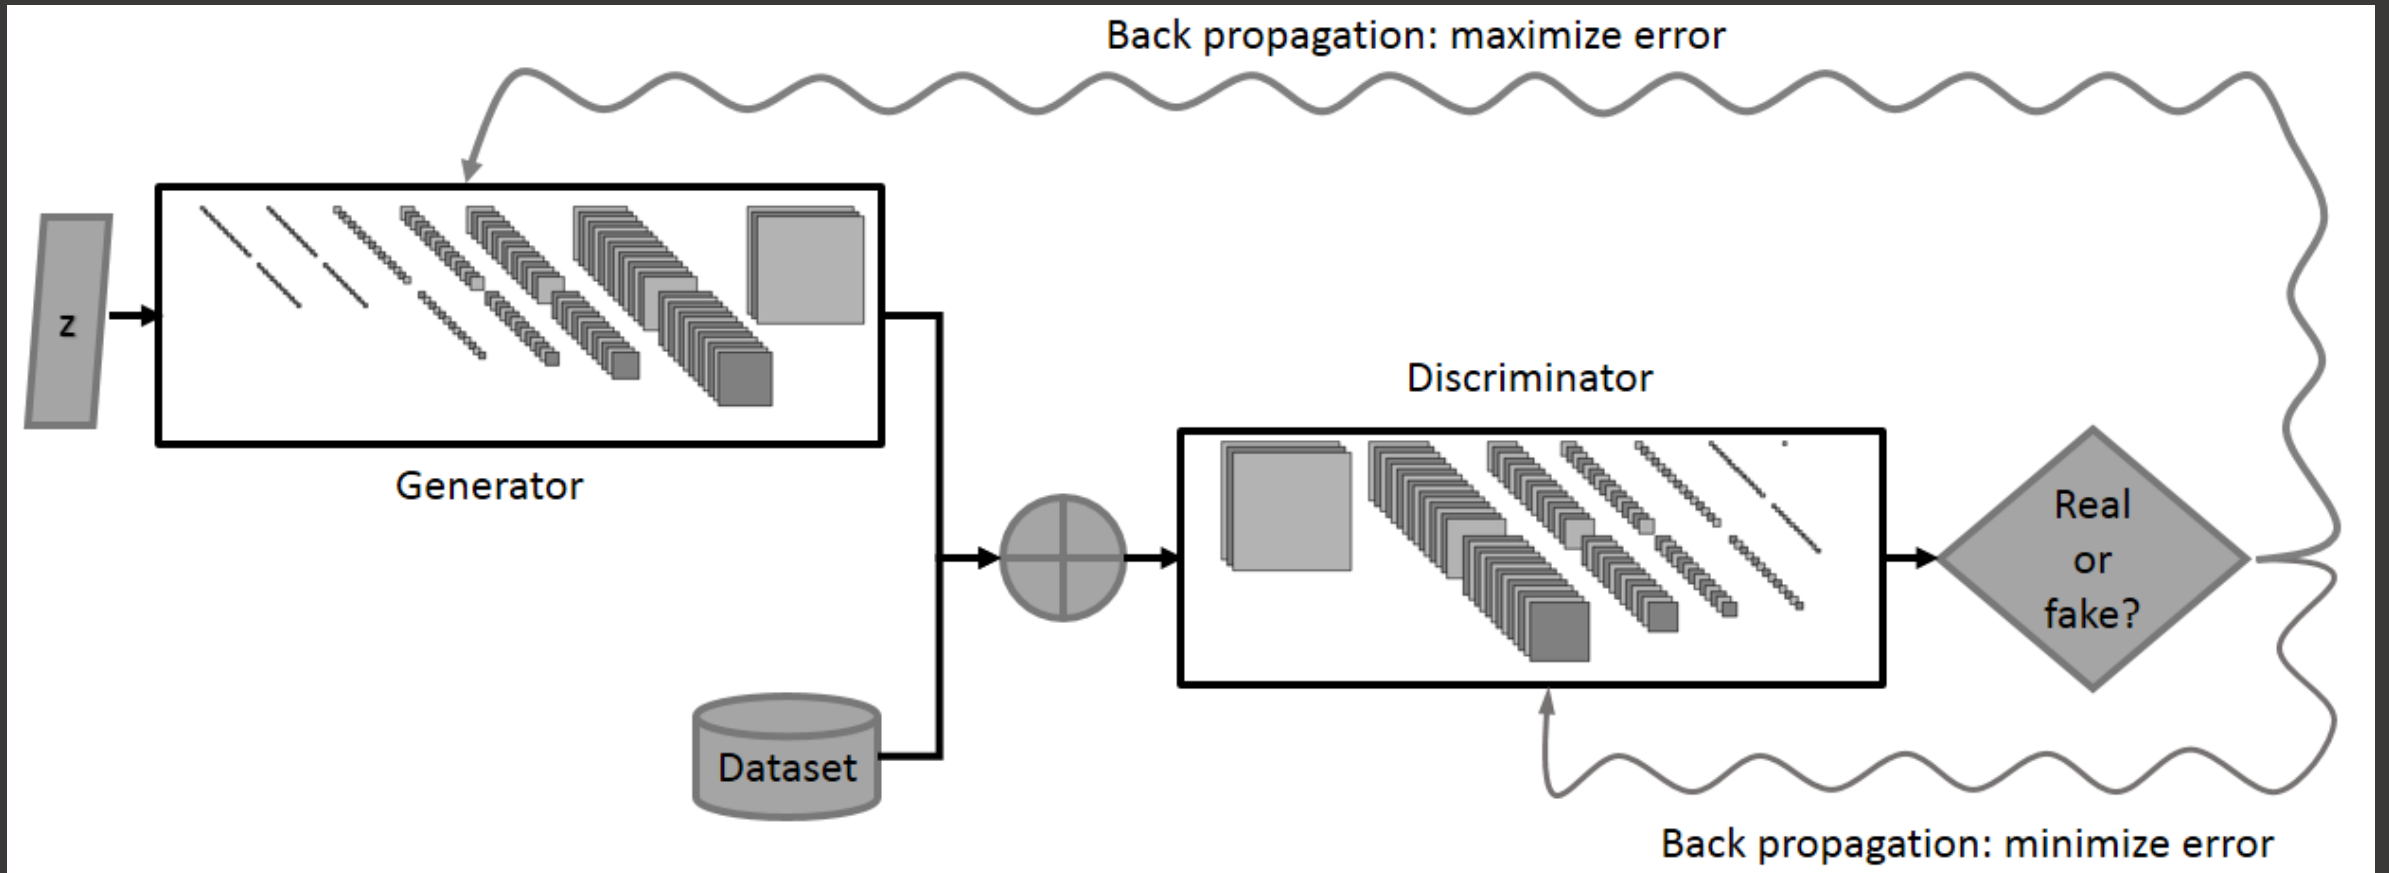 Back propagation: maximize error
z
Generator
Discriminator
Real
or
fake?
Dataset
Back propagation: minimize error